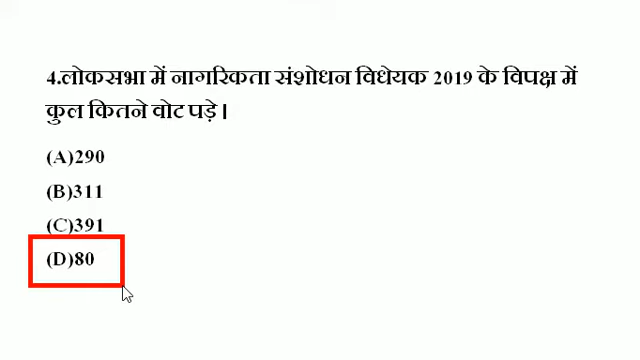 4.लोकसभा में नागरिकता संशोधन विधेयक 2019 के विपक्ष में
कुल कितने वोट पड़े ।
(A)290
(B)311
(C)391
(D)80